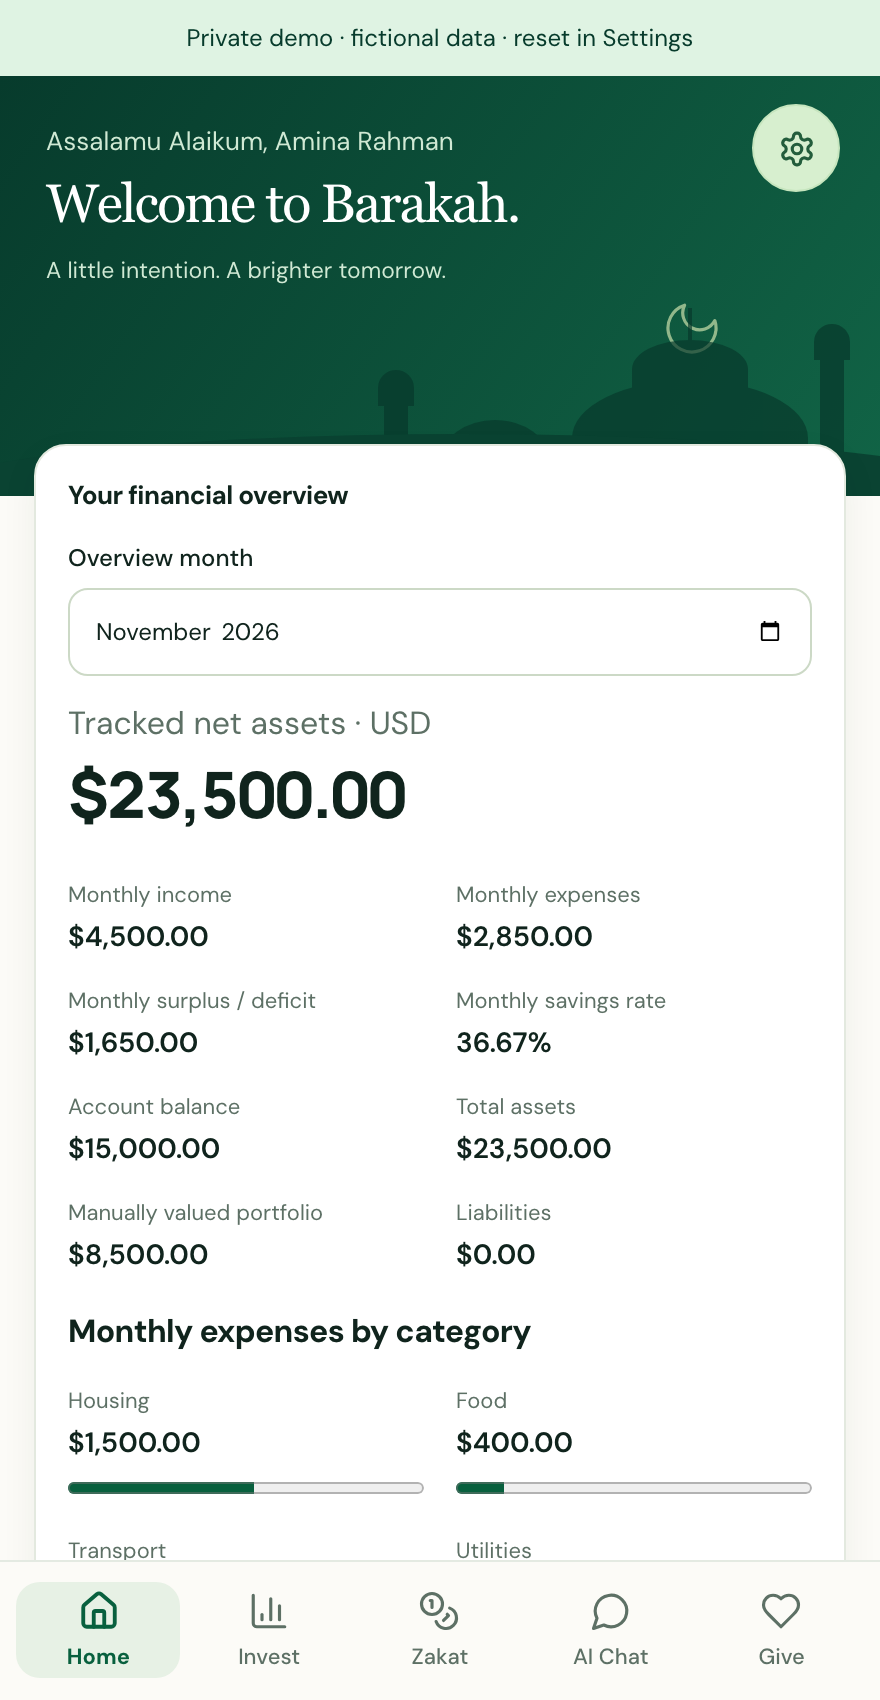 Private demo · fictional data · reset in Settings
Assalamu Alaikum, Amina Rahman
Welcome to Barakah.
A little intention. A brighter tomorrow.
Your financial overview
Overview month
November 2026
Tracked net assets · USD
$23,500.00
Monthly income
$4,500.00
Monthly expenses
$2,850.00
Monthly surplus / deficit
$1,650.00
Monthly savings rate
36.67%
Account balance
$15,000.00
Total assets
$23,500.00
Manually valued portfolio
$8,500.00
Liabilities
$0.00
Monthly expenses by category
Housing
$1,500.00
Food
$400.00
Transport
Utilities
Home
Invest
Zakat
AI Chat
Give